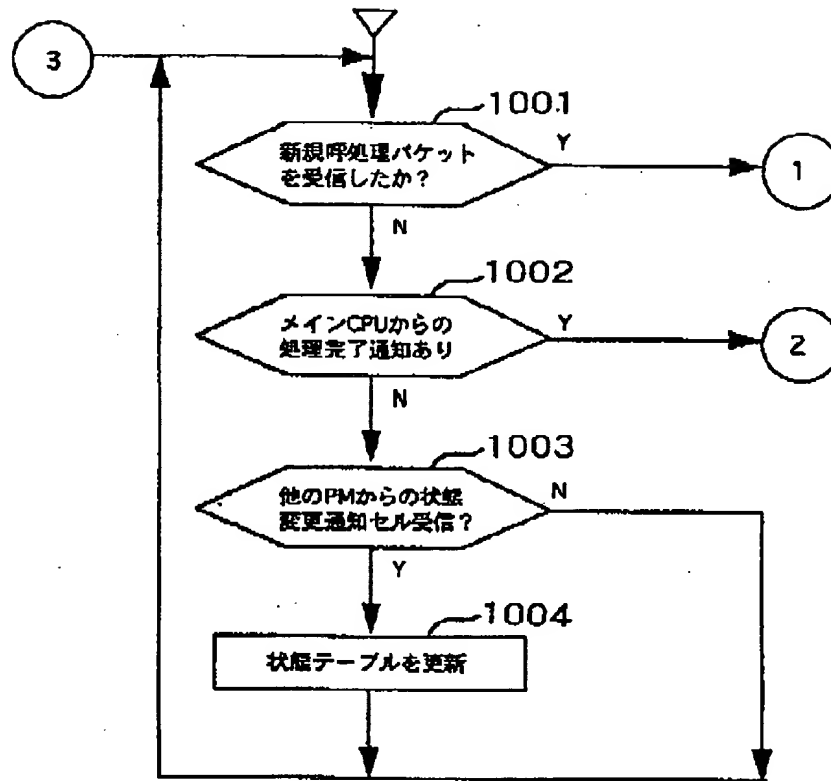 3
1001
新規呼処理パケット
を受信したか？
Y
1
N
1002
メインCPUからの
処理完了通知あり
Y
2
N
1003
他のPMからの状態
変更通知セル受信？
N
Y
1004
状態テーブルを更新